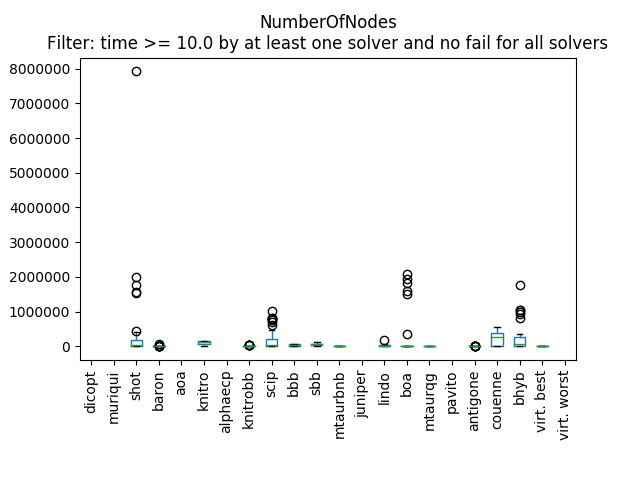 NumberOfNodes
Filter: time >= 10.0 by at least one solver and no fail for all solvers
8000000
7000000
6000000
5000000
4000000
3000000
2000000
1000000
0
dicopt
muriqui
shot
baron
aoa
knitro
alphaecp
knitrobb
scip
bbb
sbb
mtaurbnb
juniper
lindo
boa
mtaurqg
pavito
antigone
couenne
bhyb
virt. best
virt. worst